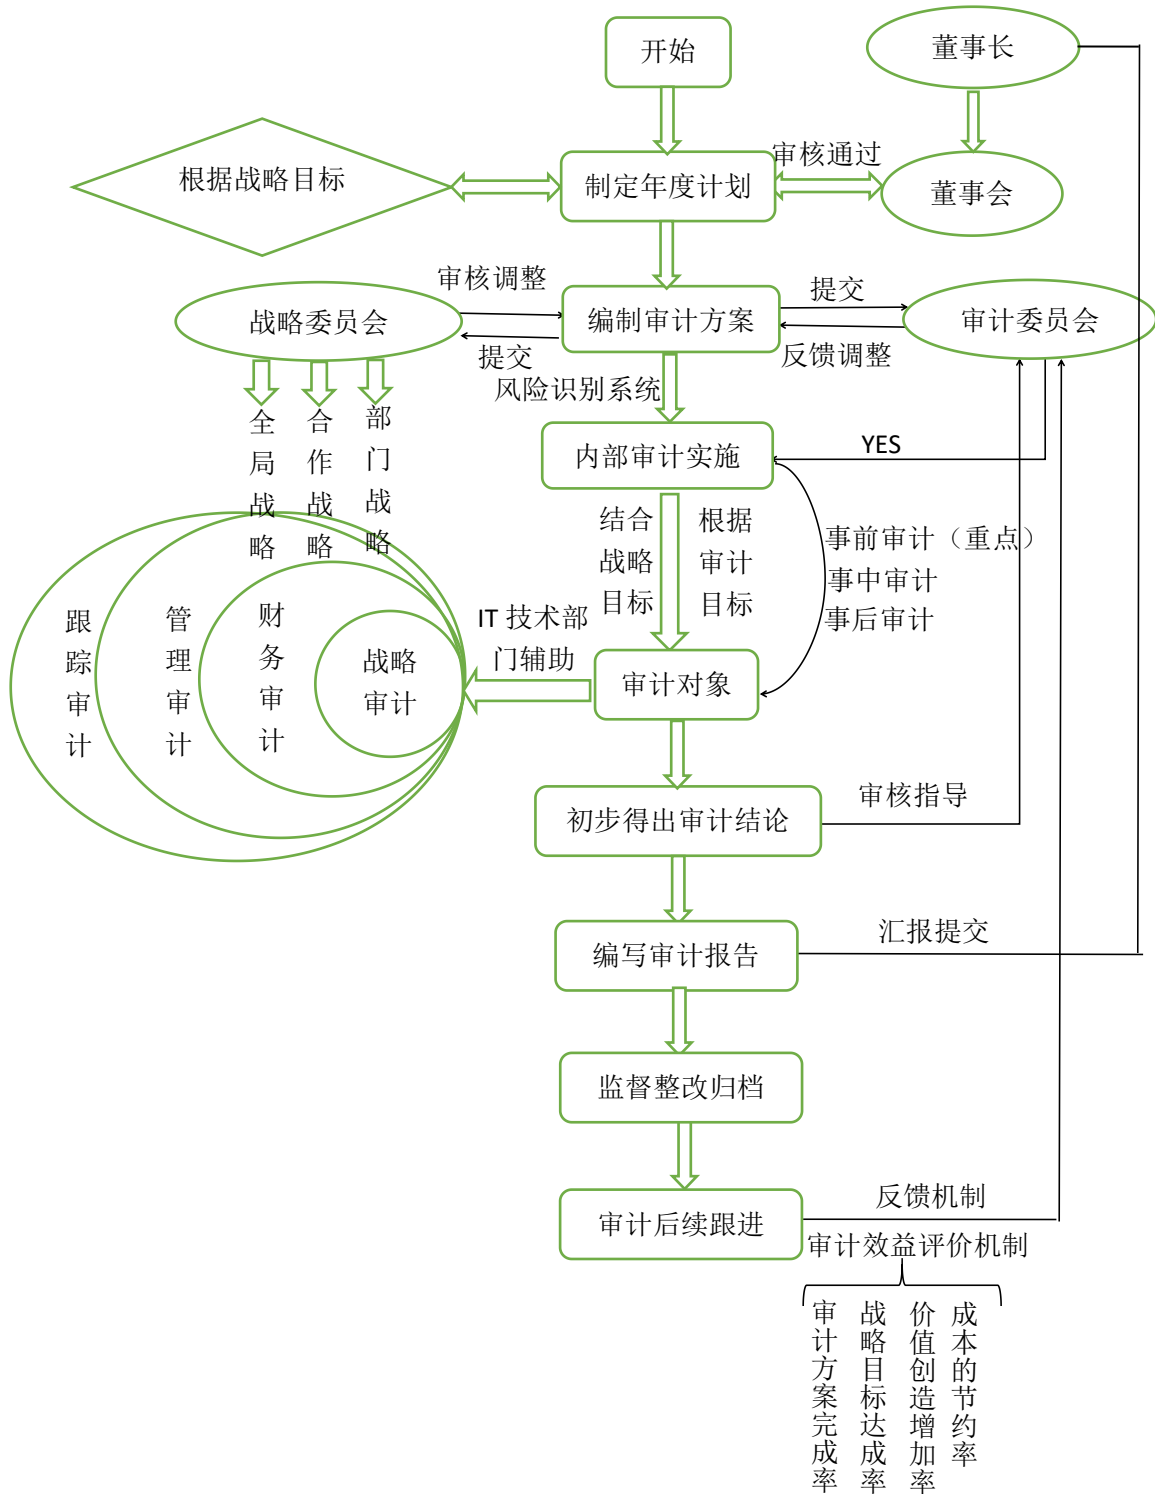 开始
董事长
根据战略目标
制定年度计划
审核通过
董事会
审核调整
提交
战略委员会
编制审计方案
审计委员会
提交
反馈调整
风险识别系统
全局战略
合作战略
部门战略
内部审计实施
YES
结合
战略
目标
根据
审计
目标
事前审计（重点）
事中审计
事后审计
跟踪审计
管理审计
财务审计
战略
审计
IT 技术部
门辅助
审计对象
初步得出审计结论
审核指导
编写审计报告
汇报提交
监督整改归档
审计后续跟进
反馈机制
审计效益评价机制
审计方案完成率
战略目标达成率
价值创造增加率
成本的节约率